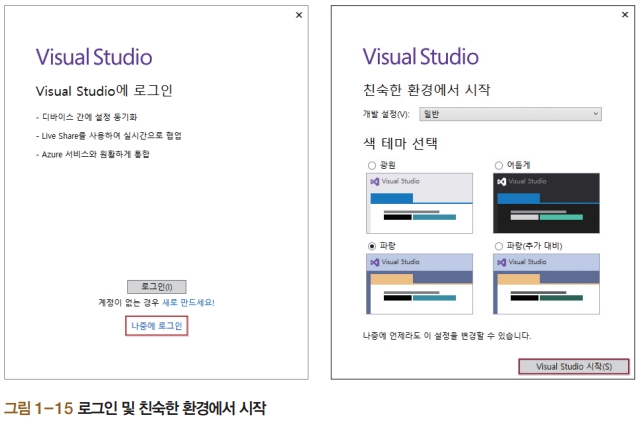 Visual Studio
Visual Studio에 로그인
- 디바이스 간에 설정 동기화
- Live Share를 사용하여 실시간으로 협업
- Azure 서비스와 원활하게 통합
로그인(I)
계정이 없는 경우 새로 만드세요!
나중에 로그인
Visual Studio
친숙한 환경에서 시작
개발 설정(V): 일반
색 테마 선택
광원
어둡게
Visual Studio
Visual Studio
파랑
파랑(추가 대비)
Visual Studio
Visual Studio
나중에 언제라도 이 설정을 변경할 수 있습니다.
Visual Studio 시작(S)
그림 1-15 로그인 및 친숙한 환경에서 시작